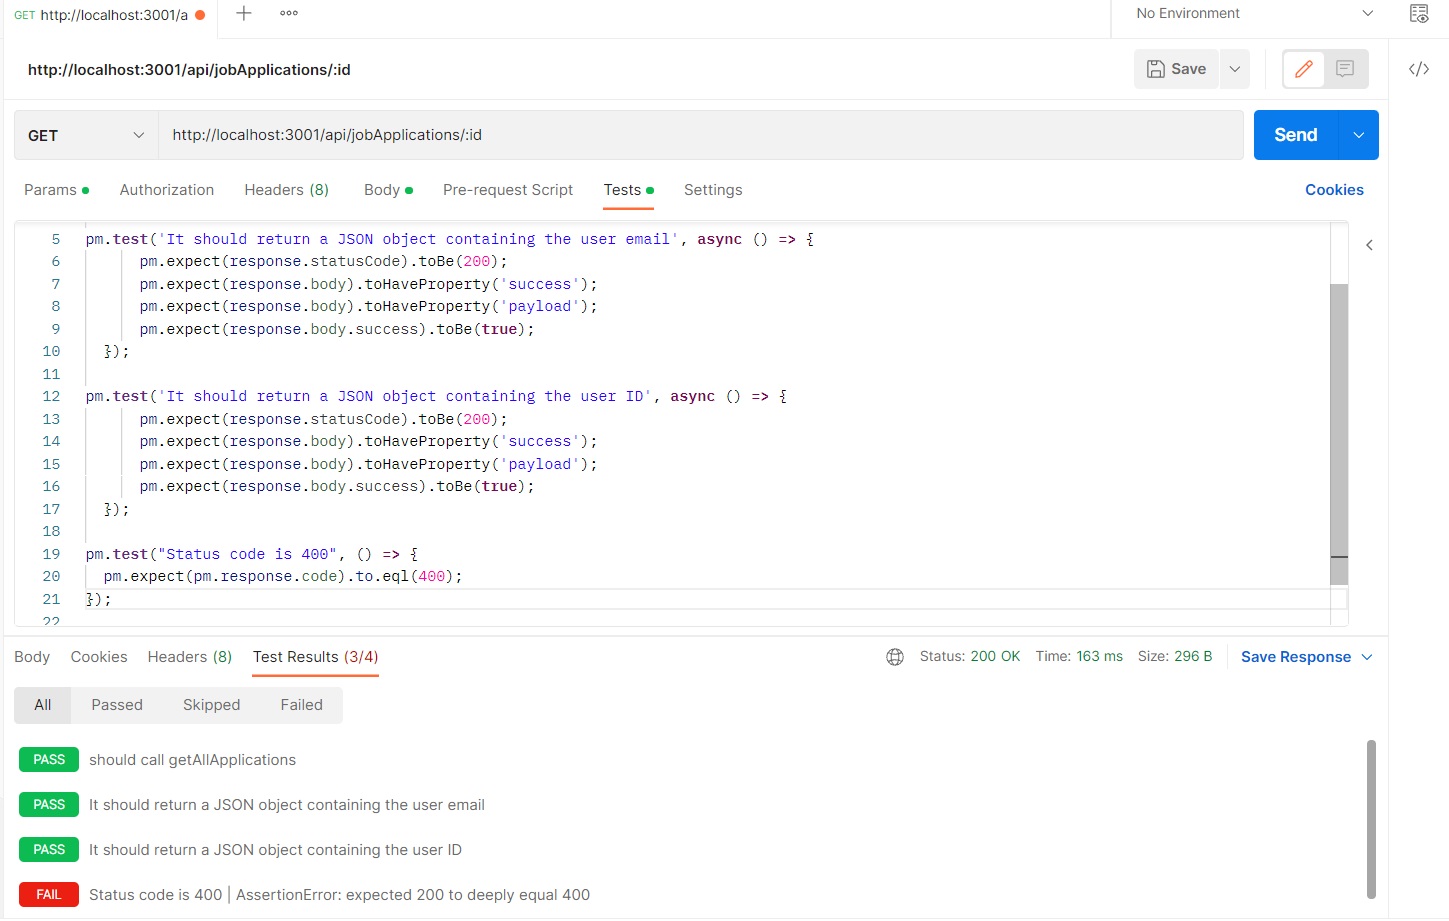 GET http://localhost:3001/a
No Environment
http://localhost:3001/api/jobApplications/:id
Save
GET http://localhost:3001/api/jobApplications/:id
Send
Params Authorization Headers (8) Body Pre-request Script Tests Settings Cookies
5 pm.test('It should return a JSON object containing the user email', async () => {
6 pm.expect(response.statusCode).toBe(200);
7 pm.expect(response.body).toHaveProperty('success');
8 pm.expect(response.body).toHaveProperty('payload');
9 pm.expect(response.body.success).toBe(true);
10 });
11
12 pm.test('It should return a JSON object containing the user ID', async () => {
13 pm.expect(response.statusCode).toBe(200);
14 pm.expect(response.body).toHaveProperty('success');
15 pm.expect(response.body).toHaveProperty('payload');
16 pm.expect(response.body.success).toBe(true);
17 });
18
19 pm.test("Status code is 400", () => {
20 pm.expect(pm.response.code).to.eql(400);
21 });
22
Body Cookies Headers (8) Test Results (3/4) Status: 200 OK Time: 163 ms Size: 296 B Save Response
All Passed Skipped Failed
PASS should call getAllApplications
PASS It should return a JSON object containing the user email
PASS It should return a JSON object containing the user ID
FAIL Status code is 400 | AssertionError: expected 200 to deeply equal 400